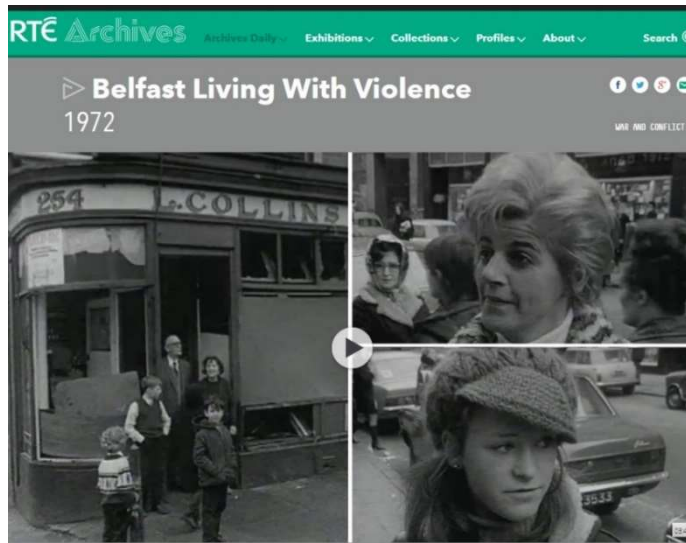 RTÉ Archives
Archives Daily Exhibitions Collections Profiles About Search
Belfast Living With Violence
1972
WAR AND CONFLICT
254 L. COLLINS
3533